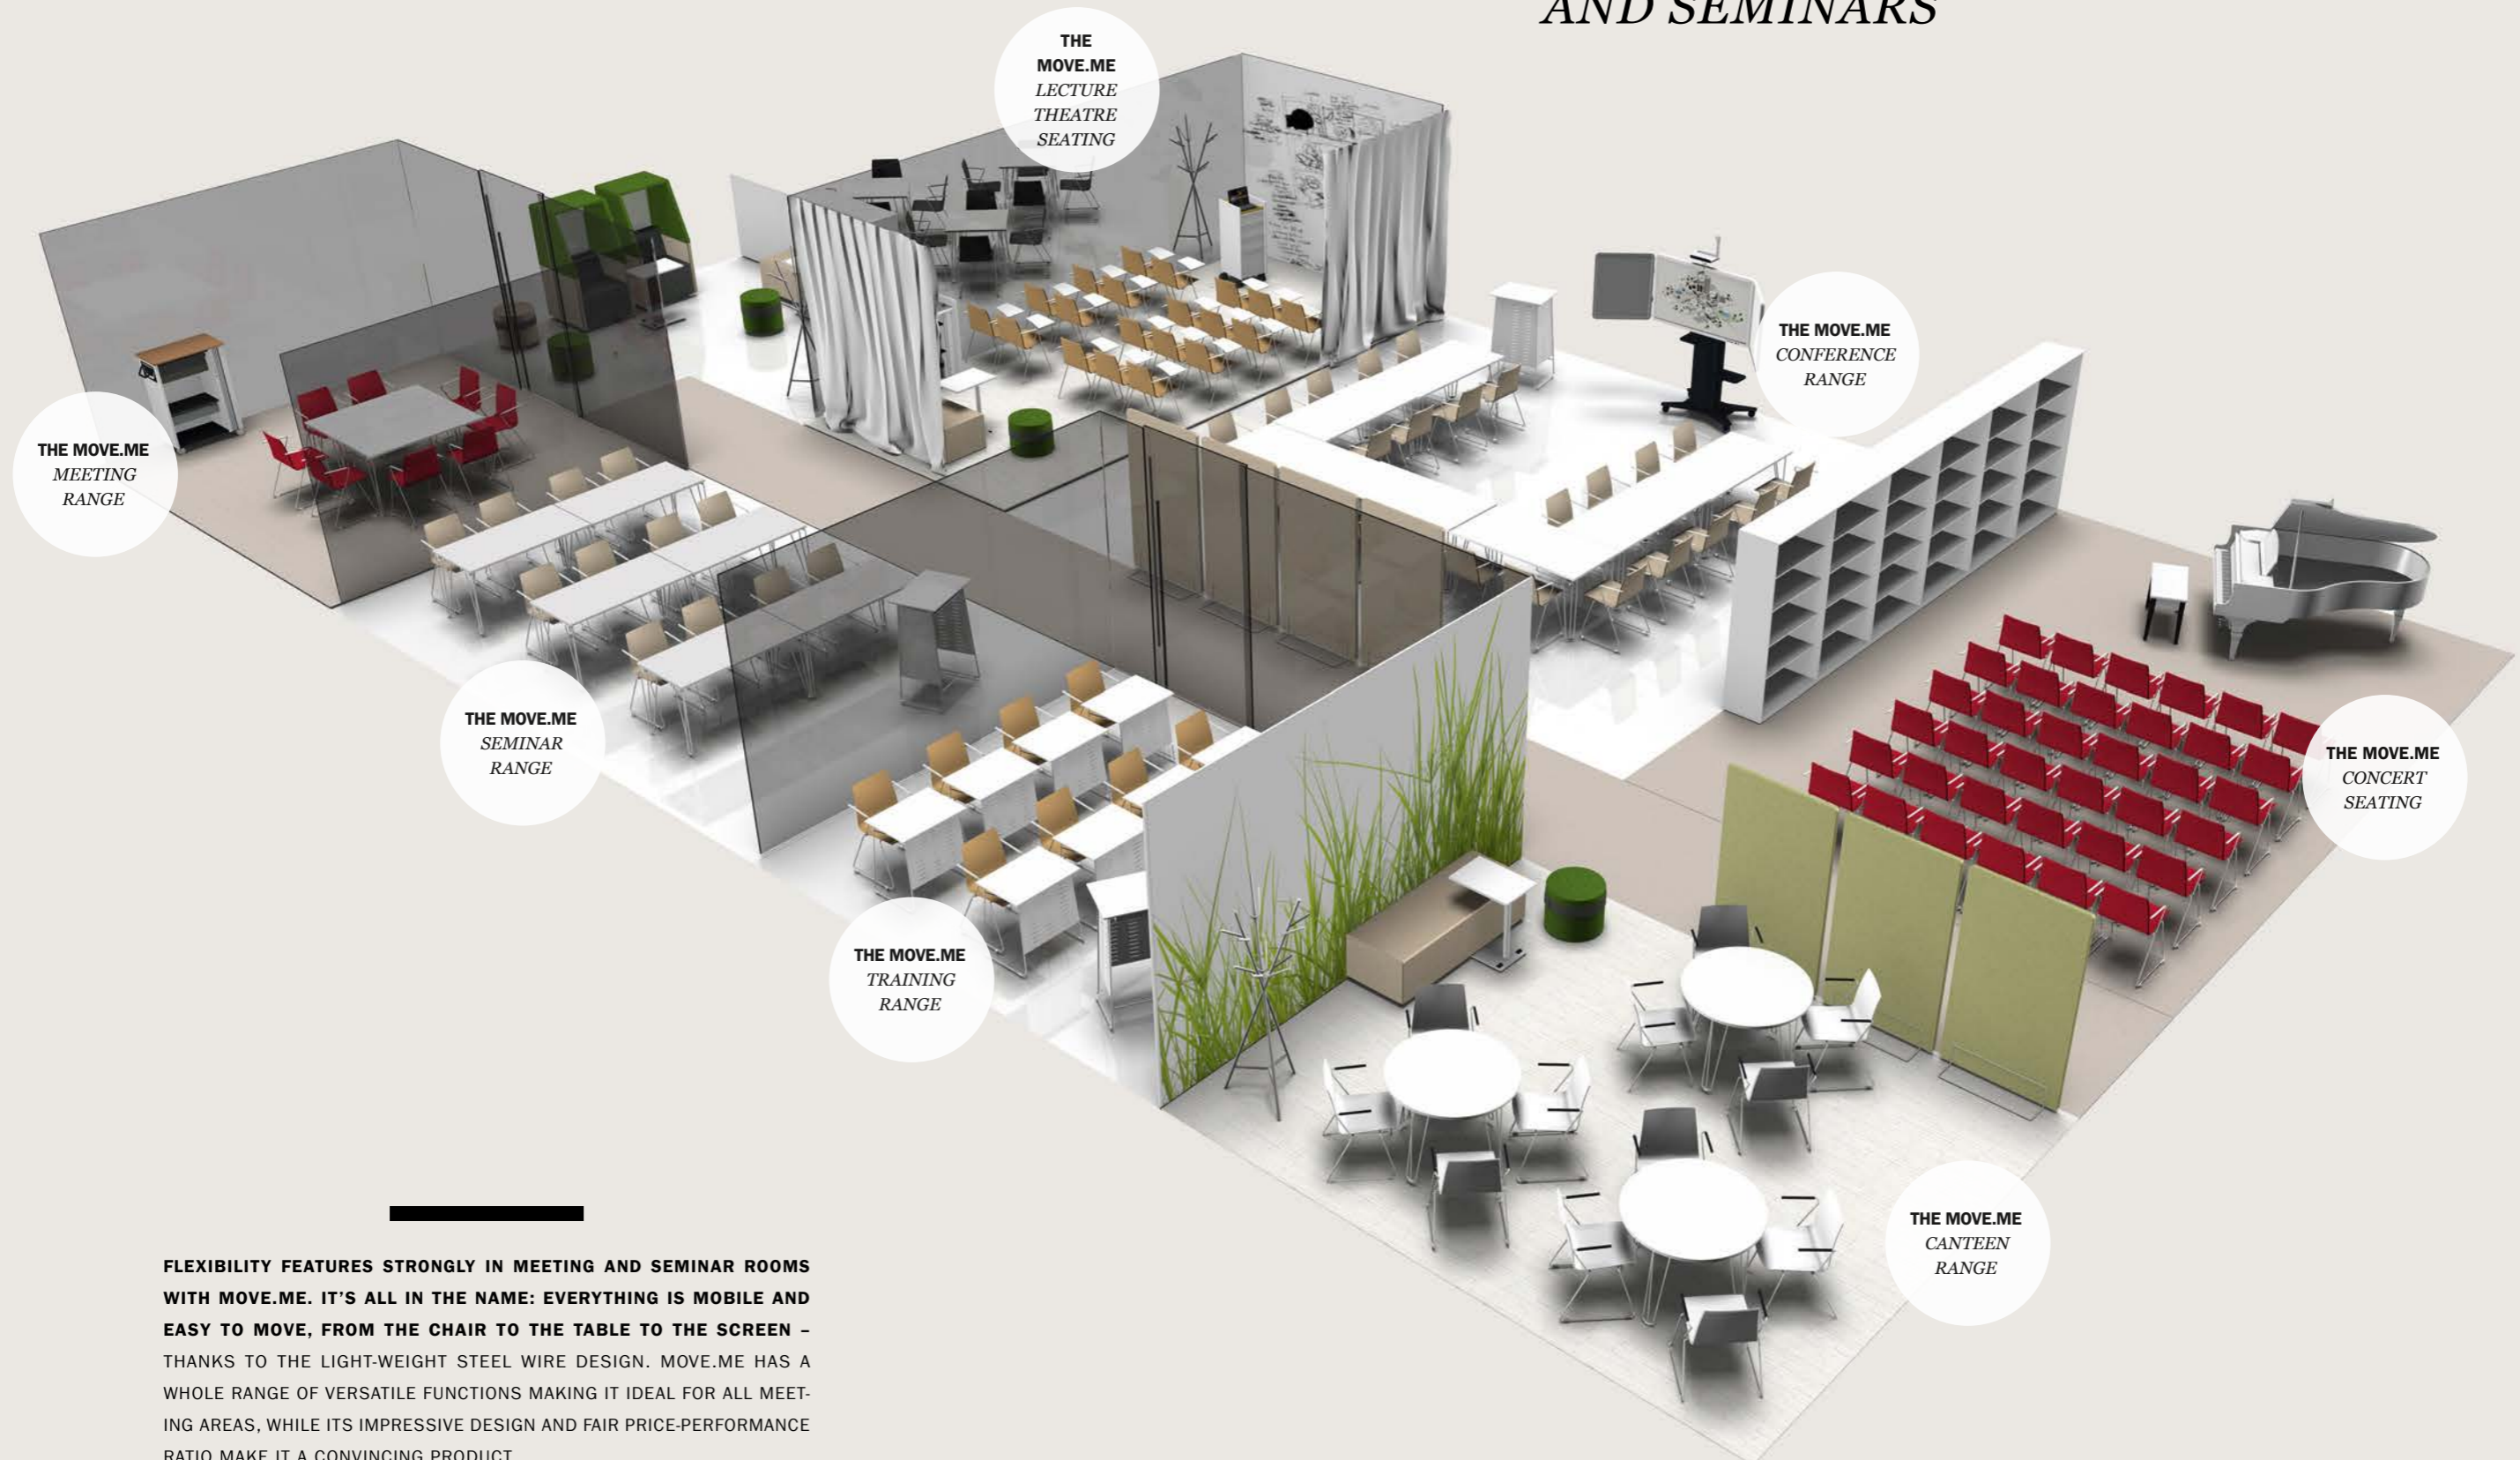 AND SEMINARS
THE
MOVE.ME
LECTURE
THEATRE
SEATING
THE MOVE.ME
CONFERENCE
RANGE
THE MOVE.ME
MEETING
RANGE
THE MOVE.ME
SEMINAR
RANGE
THE MOVE.ME
CONCERT
SEATING
THE MOVE.ME
TRAINING
RANGE
THE MOVE.ME
CANTEEN
RANGE
FLEXIBILITY FEATURES STRONGLY IN MEETING AND SEMINAR ROOMS
WITH MOVE.ME. IT’S ALL IN THE NAME: EVERYTHING IS MOBILE AND
EASY TO MOVE, FROM THE CHAIR TO THE TABLE TO THE SCREEN –
THANKS TO THE LIGHT-WEIGHT STEEL WIRE DESIGN. MOVE.ME HAS A
WHOLE RANGE OF VERSATILE FUNCTIONS MAKING IT IDEAL FOR ALL MEET-
ING AREAS, WHILE ITS IMPRESSIVE DESIGN AND FAIR PRICE-PERFORMANCE
RATIO MAKE IT A CONVINCING PRODUCT.